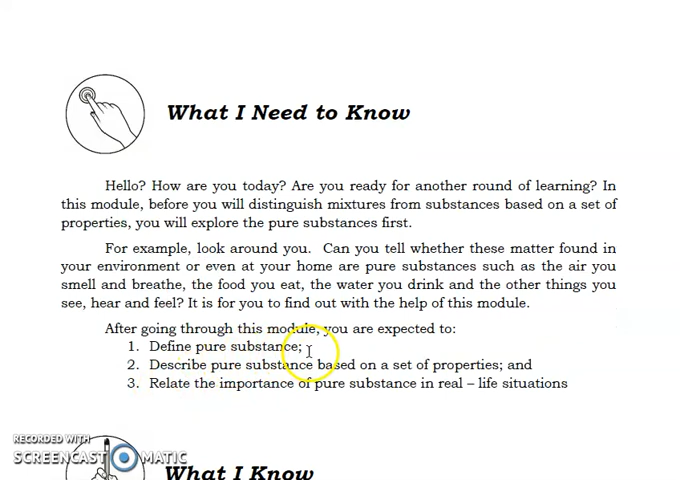 What I Need to Know
Hello? How are you today? Are you ready for another round of learning? In
this module, before you will distinguish mixtures from substances based on a set of
properties, you will explore the pure substances first.
For example, look around you. Can you tell whether these matter found in
your environment or even at your home are pure substances such as the air you
smell and breathe, the food you eat, the water you drink and the other things you
see, hear and feel? It is for you to find out with the help of this module.
After going through this module, you are expected to:
1. Define pure substance;
2. Describe pure substance based on a set of properties; and
3. Relate the importance of pure substance in real – life situations
RECORDED WITH
SCREENCAST MATIC
What I Know